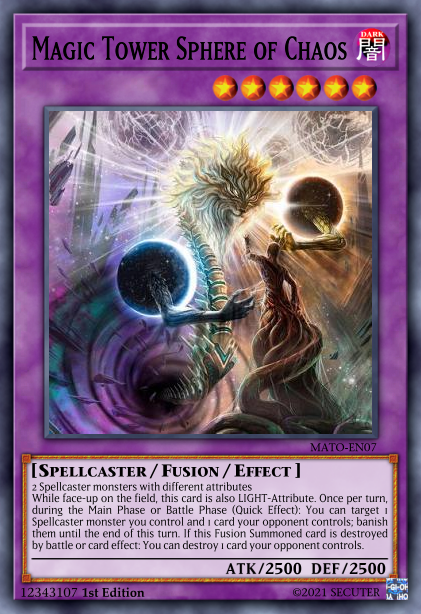 Magic Tower Sphere of Chaos
DARK
闇
MATO-EN07
[Spellcaster / Fusion / Effect]
2 Spellcaster monsters with different attributes
While face-up on the field, this card is also LIGHT-Attribute. Once per turn,
during the Main Phase or Battle Phase (Quick Effect): You can target 1
Spellcaster monster you control and 1 card your opponent controls; banish
them until the end of this turn. If this Fusion Summoned card is destroyed
by battle or card effect: You can destroy 1 card your opponent controls.
ATK/2500 DEF/2500
12343107 1st Edition
©2021 SECUTER